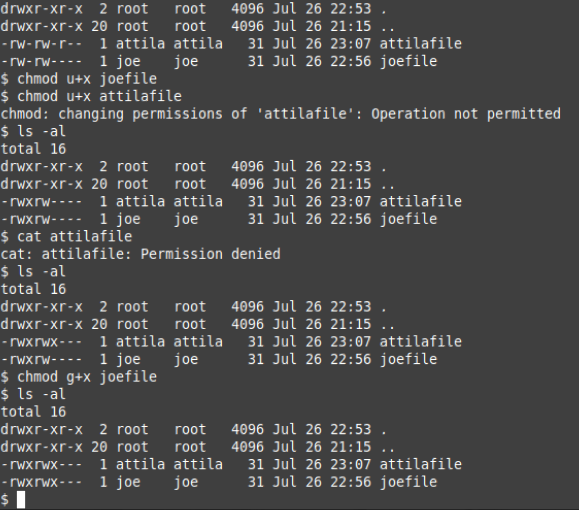 drwxr-xr-x  2 root   root   4096 Jul 26 22:53 .
drwxr-xr-x 20 root   root   4096 Jul 26 21:15 ..
-rw-rw-r--  1 attila attila   31 Jul 26 23:07 attilafile
-rw-rw----  1 joe    joe      31 Jul 26 22:56 joefile
$ chmod u+x joefile
$ chmod u+x attilafile
chmod: changing permissions of 'attilafile': Operation not permitted
$ ls -al
total 16
drwxr-xr-x  2 root   root   4096 Jul 26 22:53 .
drwxr-xr-x 20 root   root   4096 Jul 26 21:15 ..
-rwxrw----  1 attila attila   31 Jul 26 23:07 attilafile
-rwxrw----  1 joe    joe      31 Jul 26 22:56 joefile
$ cat attilafile
cat: attilafile: Permission denied
$ ls -al
total 16
drwxr-xr-x  2 root   root   4096 Jul 26 22:53 .
drwxr-xr-x 20 root   root   4096 Jul 26 21:15 ..
-rwxrwx---  1 attila attila   31 Jul 26 23:07 attilafile
-rwxrw----  1 joe    joe      31 Jul 26 22:56 joefile
$ chmod g+x joefile
$ ls -al
total 16
drwxr-xr-x  2 root   root   4096 Jul 26 22:53 .
drwxr-xr-x 20 root   root   4096 Jul 26 21:15 ..
-rwxrwx---  1 attila attila   31 Jul 26 23:07 attilafile
-rwxrwx---  1 joe    joe      31 Jul 26 22:56 joefile
$